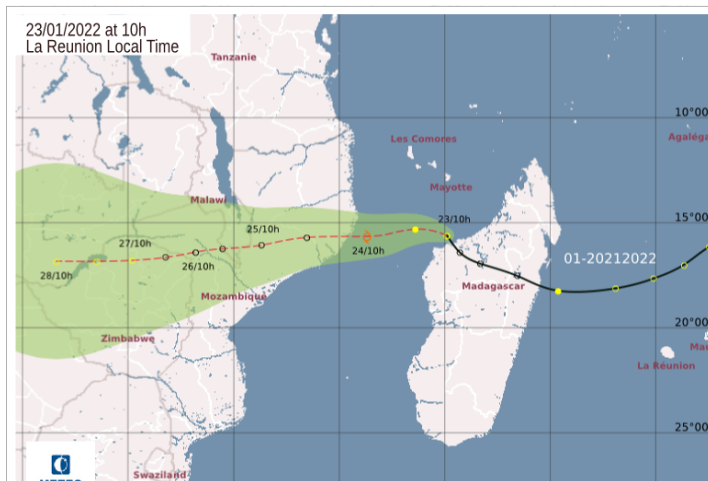 23/01/2022 at 10h
La Reunion Local Time
Tanzanie
10°00
Les Comores
Agaléga
Mayotte
Malawi
23/10h
15°00
25/10h
27/10h
24/10h
26/10h
28/10h
01-20212022
Madagascar
Mozambique
20°00
Zimbabwe
La Réunion
25°00
Swaziland